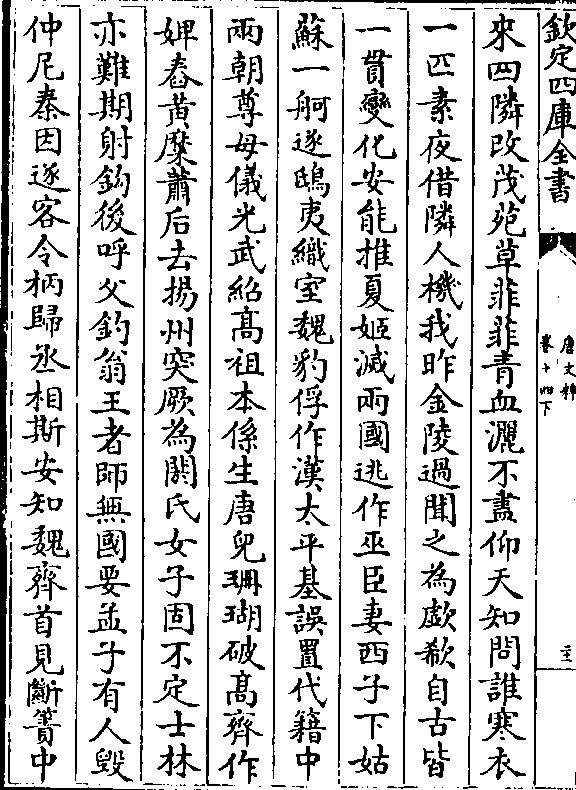 欽定四庫全書
唐文粹
卷十四下
來四隣改茂苑草菲菲青血灑不盡仰天知問誰寒衣
一匹素夜借隣人機我昨金陵過聞之為歔欷自古皆
一貫變化安能推夏姬滅兩國逃作巫臣妻西子下姑
蘇一舸遂鴟夷織室魏豹俘作漢太平基誤置代籍中
兩朝尊母儀光武紹髙祖本係生唐兒珊瑚破髙齊作
婢舂黄糜蕭后去揚州突厥為閼氏女子固不定士林
亦難期射鈎後呼父釣翁王者師無國要孟子有人毁
仲尼秦因逐客令柄歸丞相斯安知魏齊首見斷簀中